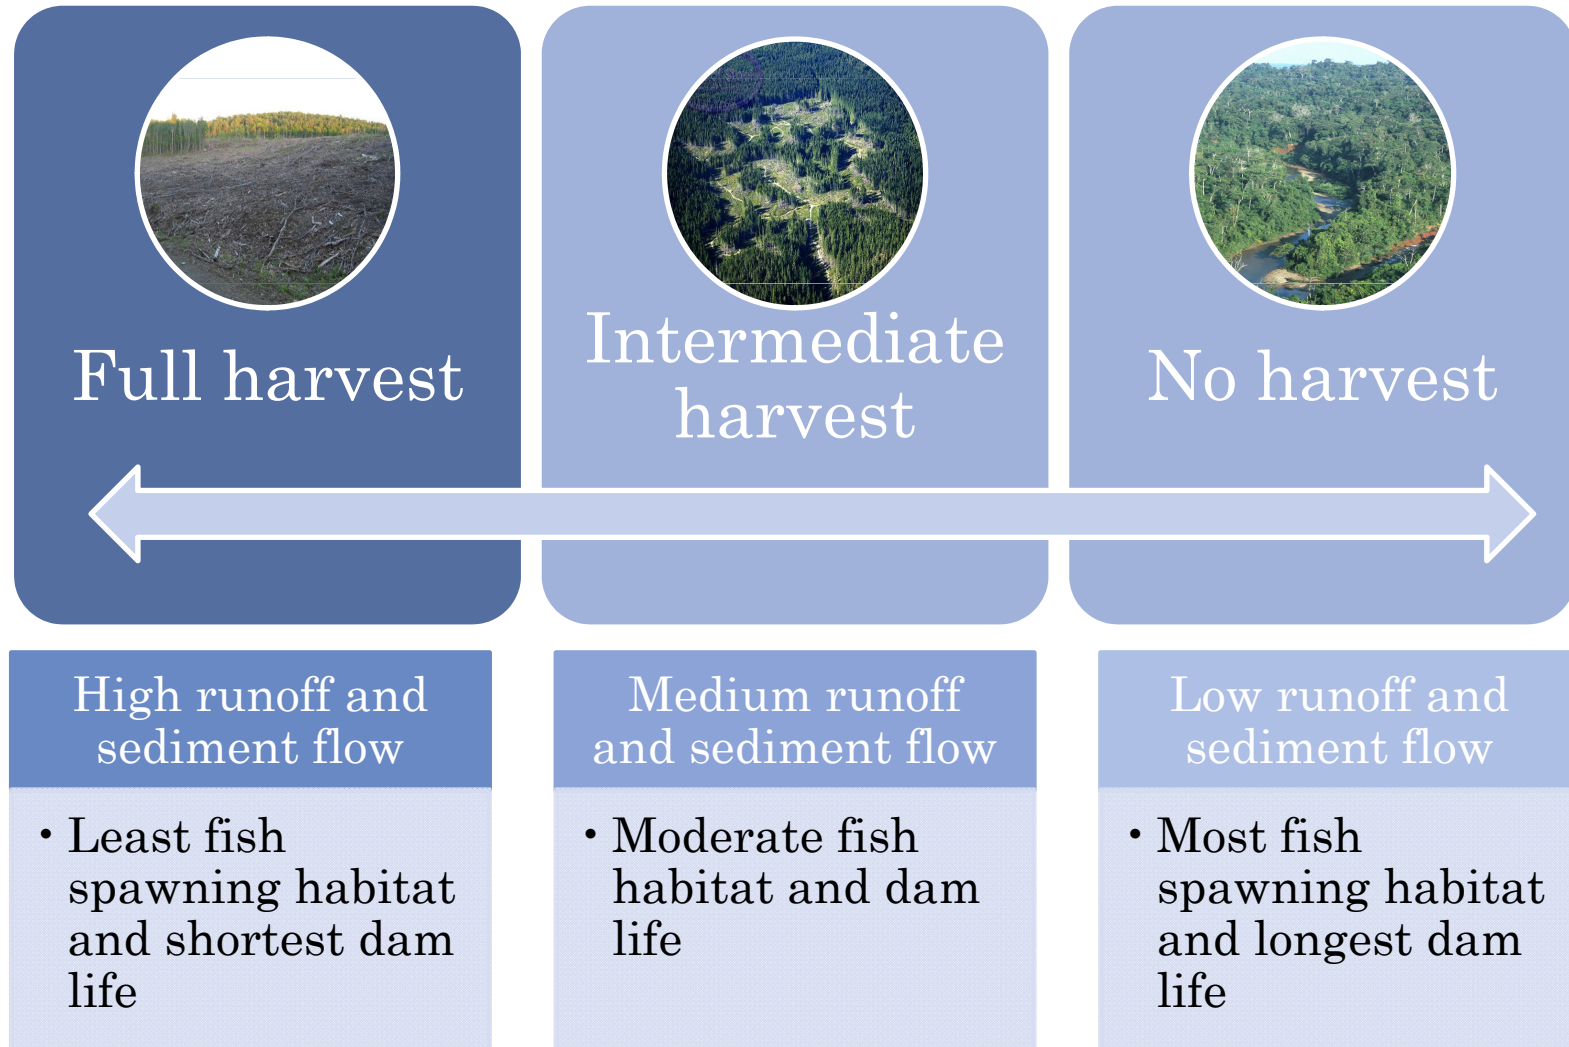 Full harvest
Intermediate
harvest
No harvest
High runoff and
sediment flow
• Least fish
spawning habitat
and shortest dam
life
Medium runoff
and sediment flow
• Moderate fish
habitat and dam
life
Low runoff and
sediment flow
• Most fish
spawning habitat
and longest dam
life